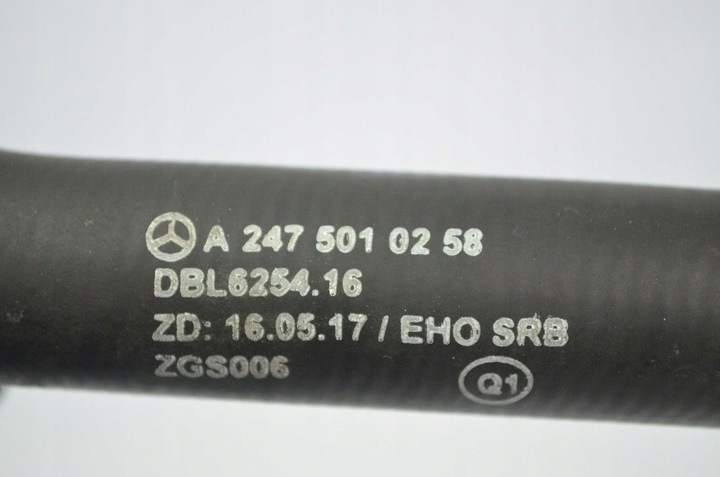 A 247 501 02 58
DBL6254.16
ZD: 16.05.17 / EHO SRB
ZGS006
Q1